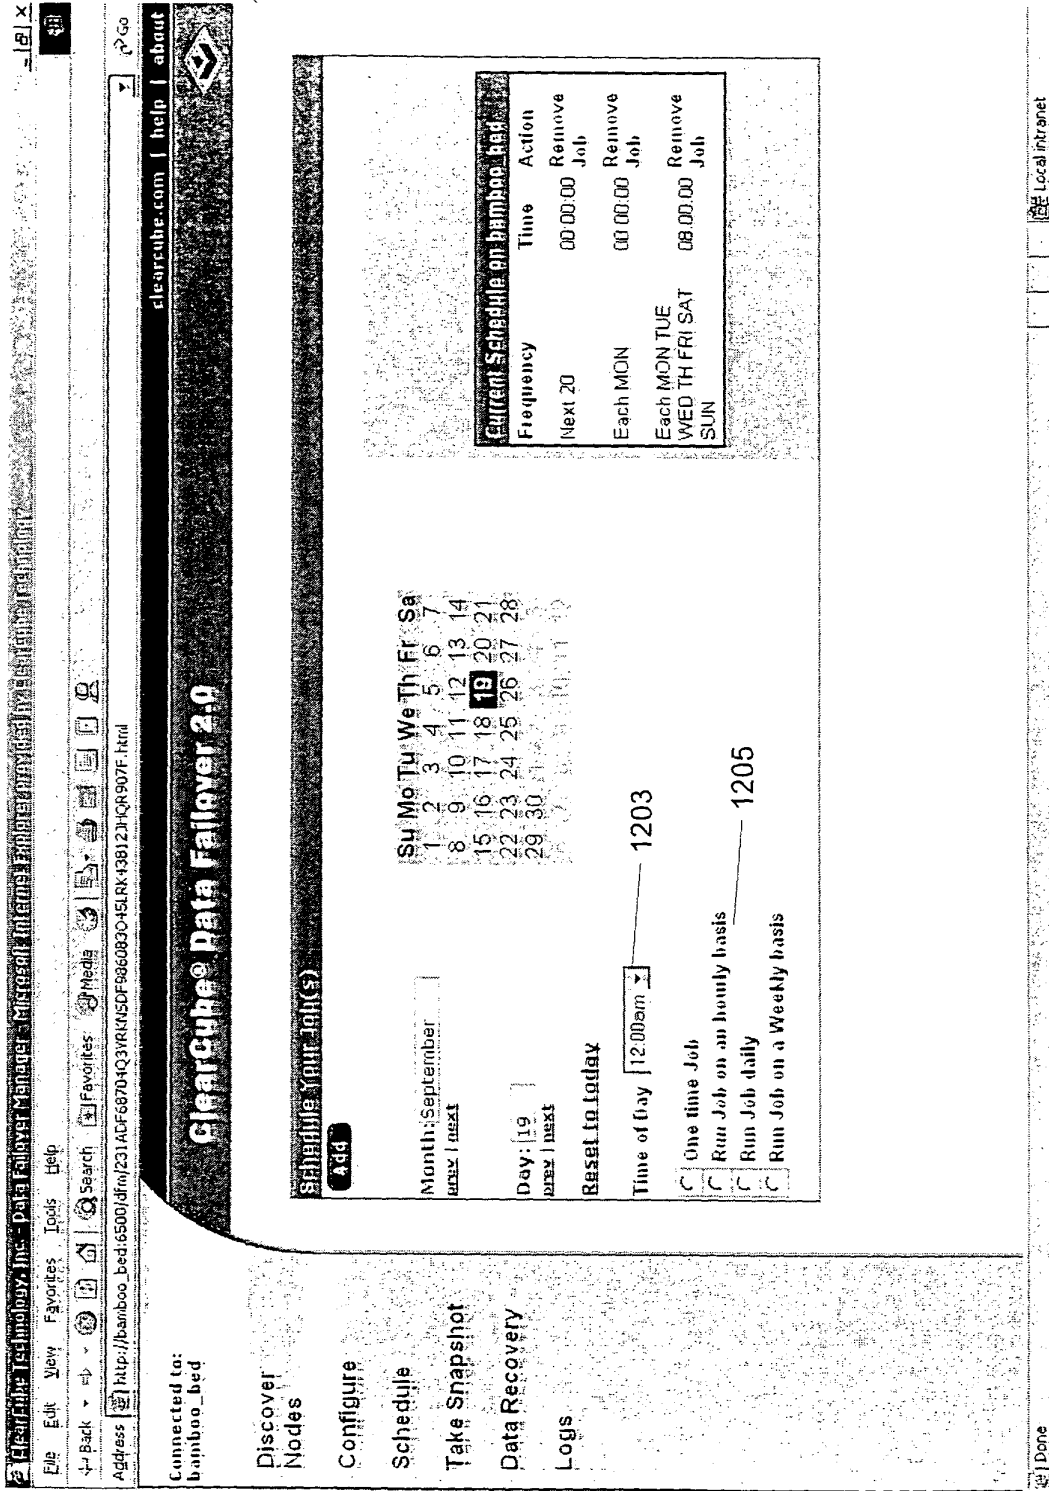 ClearCube Technology, Inc. - Data Failover Manager - Microsoft Internet Explorer provided by ClearCube Technology
File Edit View Favorites Tools Help
Back Search Favorites Media
Address http://bamboo_bed:6500/dfm/
Go
clearcube.com | help | about
Connected to:
bamboo_bed
ClearCube® Data Failover 2.0
Discover
Nodes
Configure
Schedule
Take Snapshot
Data Recovery
Logs
Schedule Your Job(s)
Add
Month: September
prev | next
Day: 19
prev | next
Reset to today
Time of Day 12:00am
1203
One time Job
Run Job on an hourly basis
Run Job daily
Run Job on a Weekly basis
1205
Su Mo Tu We Th Fr Sa
1 2 3 4 5 6 7
8 9 10 11 12 13 14
15 16 17 18 19 20 21
22 23 24 25 26 27 28
29 30
Current Schedule on bamboo_bed
Frequency Time Action
Next 20 00:00:00 Remove Job
Each MON 00:00:00 Remove Job
Each MON TUE WED TH FRI SAT SUN 08:00:00 Remove Job
Done
Local intranet